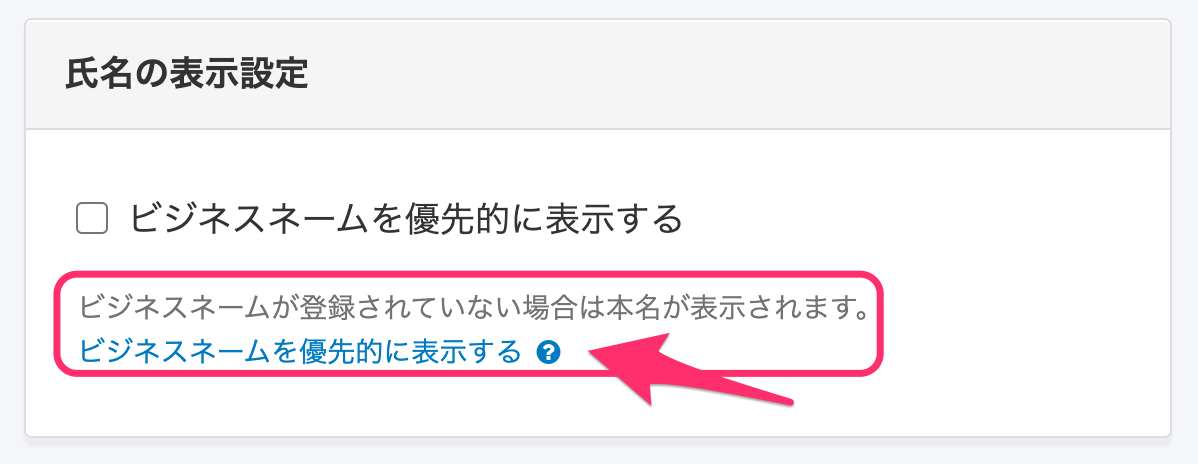 氏名の表示設定
ビジネスネームを優先的に表示する
ビジネスネームが登録されていない場合は本名が表示されます。
ビジネスネームを優先的に表示する ?